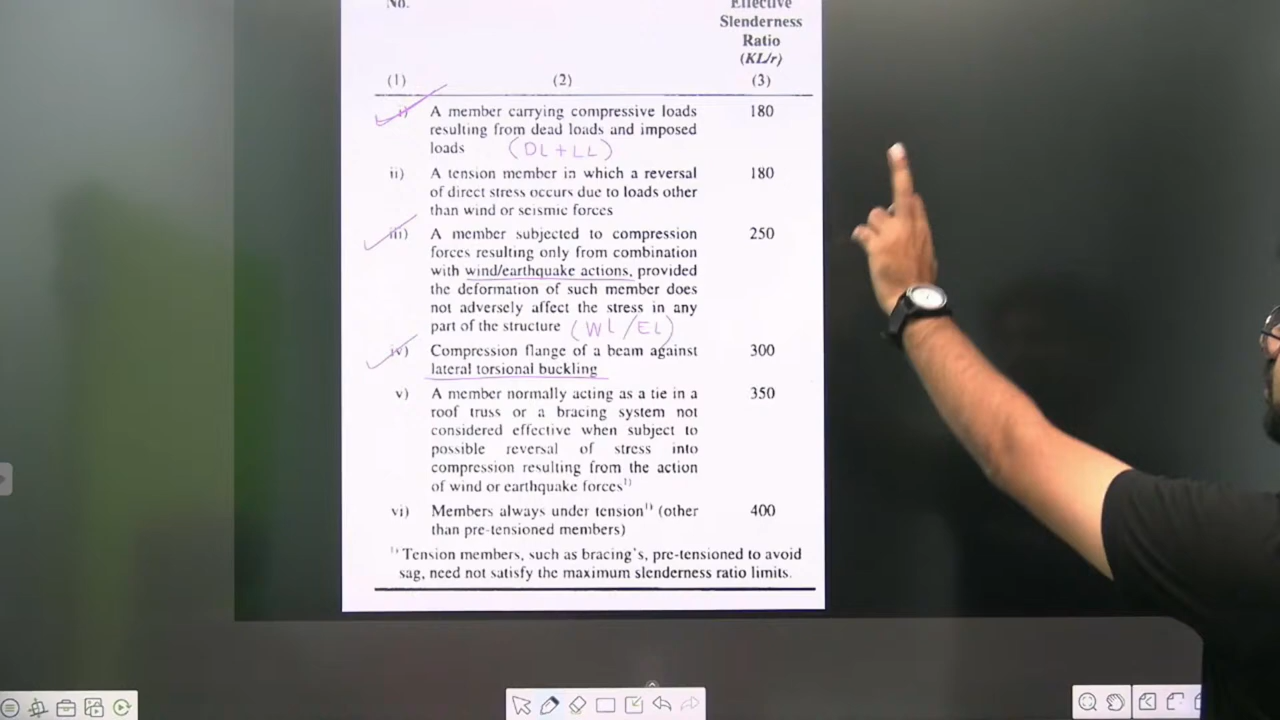 No.
Effective
Slenderness
Ratio
(KL/r)
(1) (2) (3)
i) A member carrying compressive loads 180
resulting from dead loads and imposed
loads (DL + LL)
ii) A tension member in which a reversal 180
of direct stress occurs due to loads other
than wind or seismic forces
iii) A member subjected to compression 250
forces resulting only from combination
with wind/earthquake actions, provided
the deformation of such member does
not adversely affect the stress in any
part of the structure (WL/EL)
iv) Compression flange of a beam against 300
lateral torsional buckling
v) A member normally acting as a tie in a 350
roof truss or a bracing system not
considered effective when subject to
possible reversal of stress into
compression resulting from the action
of wind or earthquake forces¹⁾
vi) Members always under tension¹⁾ (other 400
than pre-tensioned members)
¹⁾ Tension members, such as bracing's, pre-tensioned to avoid
sag, need not satisfy the maximum slenderness ratio limits.